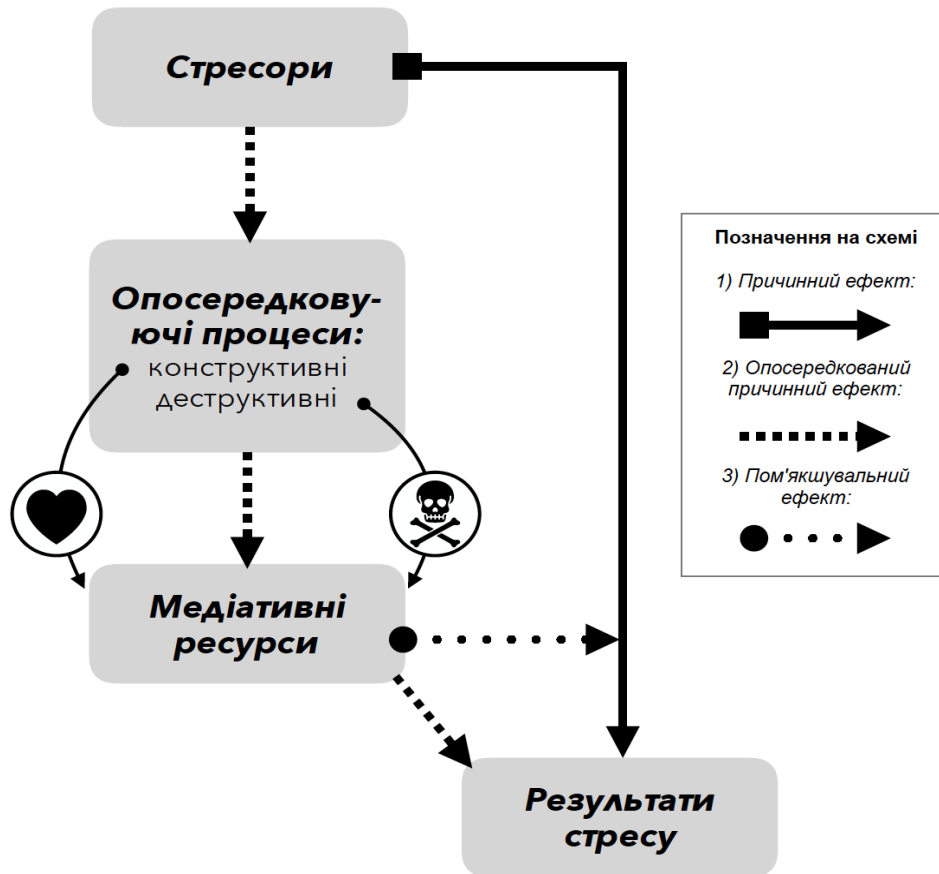 Стресори
Опосередкову-
ючі процеси:
конструктивні
деструктивні
Медіативні
ресурси
Результати
стресу
Позначення на схемі
1) Причинний ефект:
2) Опосередкований
причинний ефект:
3) Пом'якшувальний
ефект: